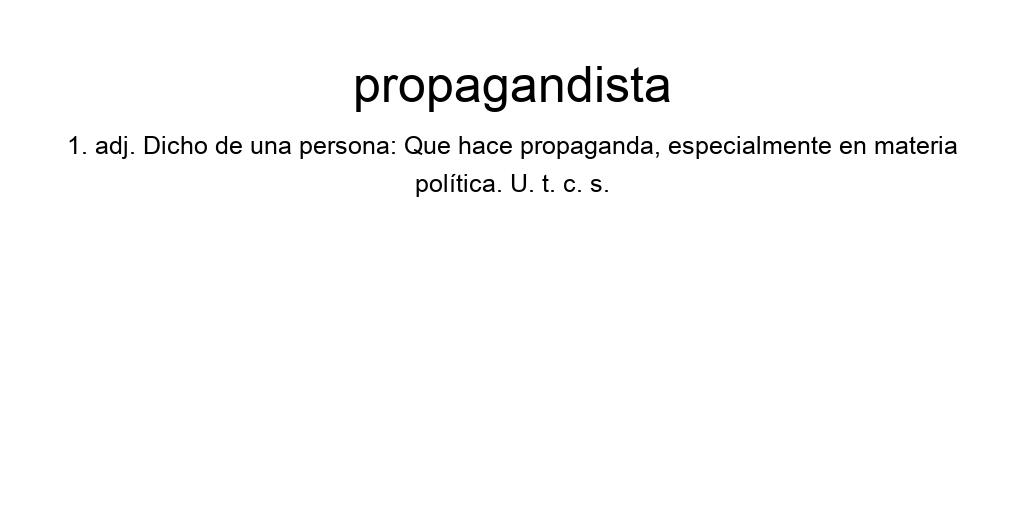 propagandista
1. adj. Dicho de una persona: Que hace propaganda, especialmente en materia
política. U. t. c. s.